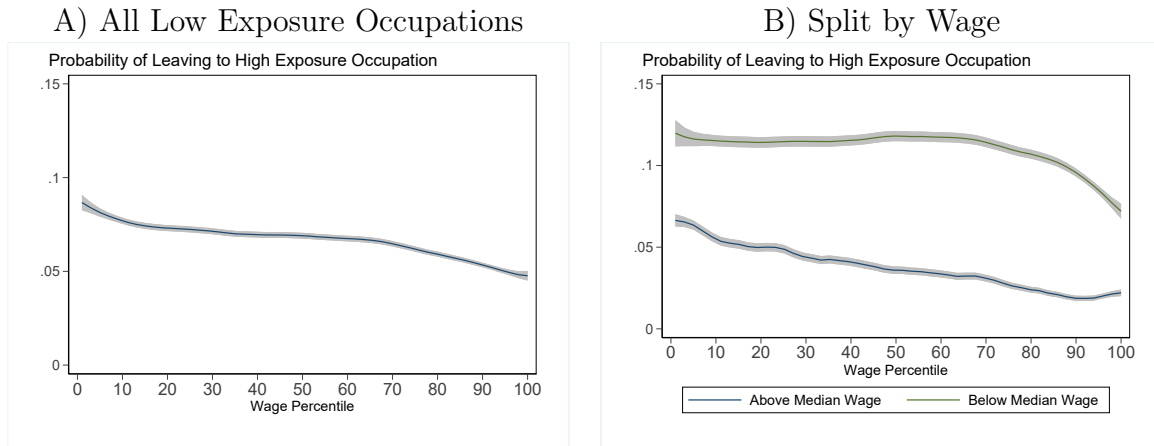 A) All Low Exposure Occupations
Probability of Leaving to High Exposure Occupation
.15
.1
.05
0
0 10 20 30 40 50 60 70 80 90 100
Wage Percentile
B) Split by Wage
Probability of Leaving to High Exposure Occupation
.15
.1
.05
0
0 10 20 30 40 50 60 70 80 90 100
Wage Percentile
Above Median Wage Below Median Wage